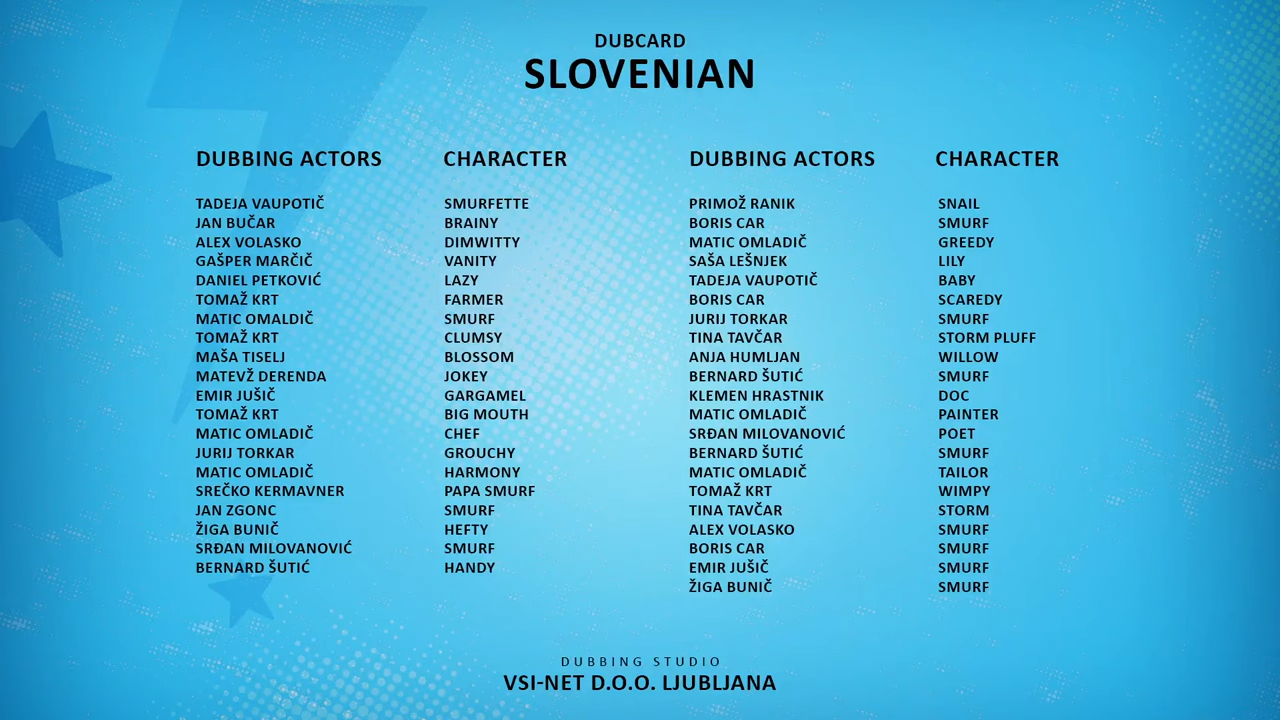 DUBCARD
SLOVENIAN
DUBBING ACTORS CHARACTER DUBBING ACTORS CHARACTER
TADEJA VAUPOTIČ SMURFETTE PRIMOŽ RANIK SNAIL
JAN BUČAR BRAINY BORIS CAR SMURF
ALEX VOLASKO DIMWITTY MATIC OMLADIČ GREEDY
GAŠPER MARČIČ VANITY SAŠA LEŠNJEK LILY
DANIEL PETKOVIĆ LAZY TADEJA VAUPOTIČ BABY
TOMAŽ KRT FARMER BORIS CAR SCAREDY
MATIC OMALDIČ SMURF JURIJ TORKAR SMURF
TOMAŽ KRT CLUMSY TINA TAVČAR STORM PLUFF
MAŠA TISELJ BLOSSOM ANJA HUMLJAN WILLOW
MATEVŽ DERENDA JOKEY BERNARD ŠUTIĆ SMURF
EMIR JUŠIČ GARGAMEL KLEMEN HRASTNIK DOC
TOMAŽ KRT BIG MOUTH MATIC OMLADIČ PAINTER
MATIC OMLADIČ CHEF SRĐAN MILOVANOVIĆ POET
JURIJ TORKAR GROUCHY BERNARD ŠUTIĆ SMURF
MATIC OMLADIČ HARMONY MATIC OMLADIČ TAILOR
SREČKO KERMAVNER PAPA SMURF TOMAŽ KRT WIMPY
JAN ZGONC SMURF TINA TAVČAR STORM
ŽIGA BUNIČ HEFTY ALEX VOLASKO SMURF
SRĐAN MILOVANOVIĆ SMURF BORIS CAR SMURF
BERNARD ŠUTIĆ HANDY EMIR JUŠIČ SMURF
ŽIGA BUNIČ SMURF
DUBBING STUDIO
VSI-NET D.O.O. LJUBLJANA